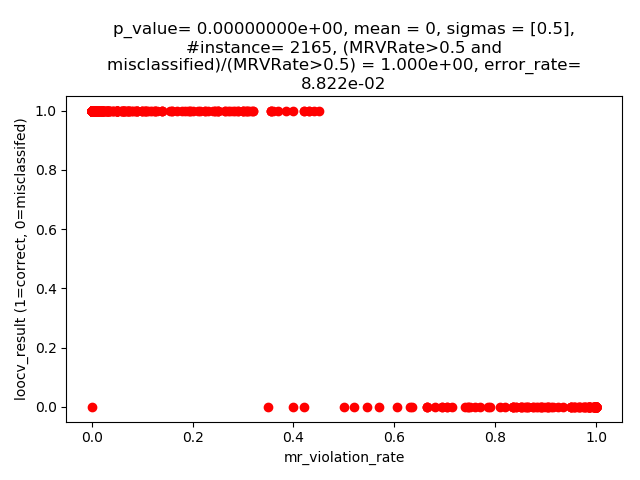 p_value= 0.00000000e+00, mean = 0, sigmas = [0.5],
#instance= 2165, (MRVRate>0.5 and
misclassified)/(MRVRate>0.5) = 1.000e+00, error_rate=
8.822e-02
loocv_result (1=correct, 0=misclassifed)
1.0
0.8
0.6
0.4
0.2
0.0
0.0 0.2 0.4 0.6 0.8 1.0
mr_violation_rate